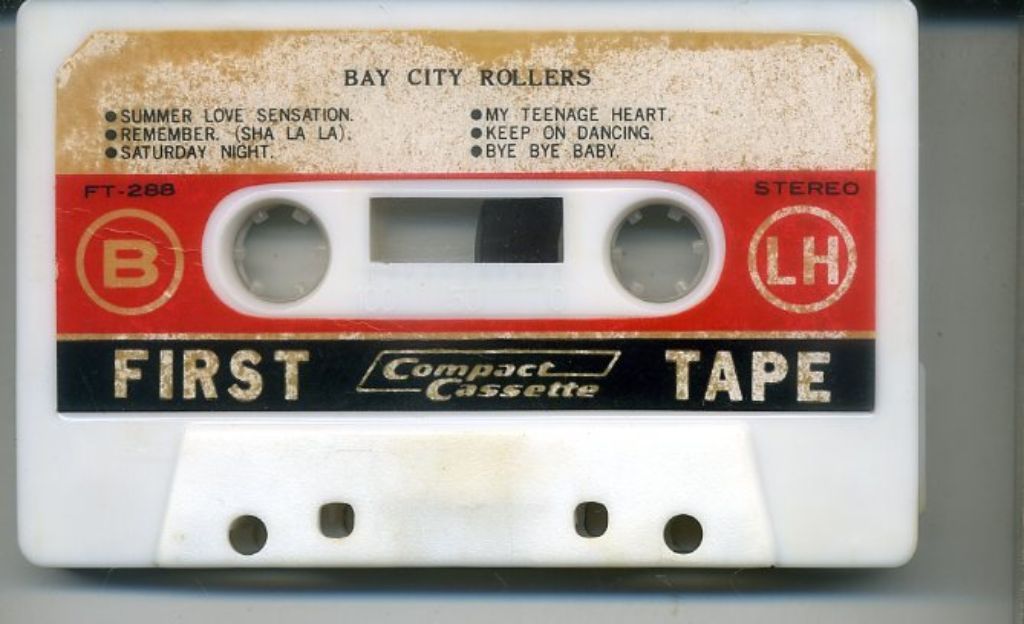 BAY CITY ROLLERS
●SUMMER LOVE SENSATION.
●REMEMBER. (SHA LA LA).
●SATURDAY NIGHT.
●MY TEENAGE HEART.
●KEEP ON DANCING.
●BYE BYE BABY.
FT-288
STEREO
B
LH
FIRST
Compact
Cassette
TAPE